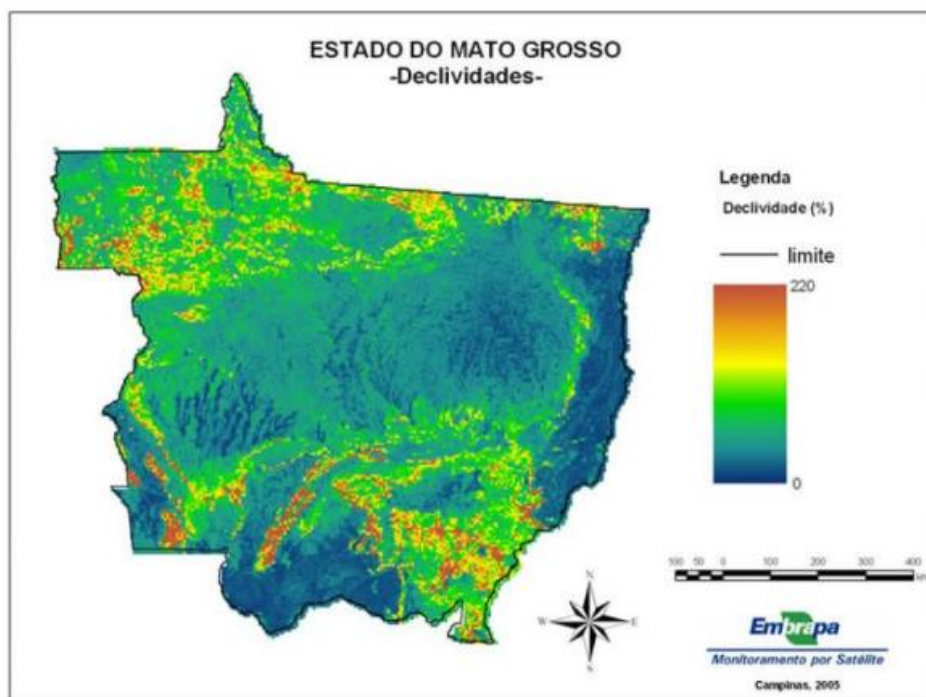 ESTADO DO MATO GROSSO
-Declividades-
Legenda
Declividade (%)
limite
220
0
100 50 0 100 200 300 400
km
N
W E
S
Embrapa
Monitoramento por Satélite
Campinas, 2005